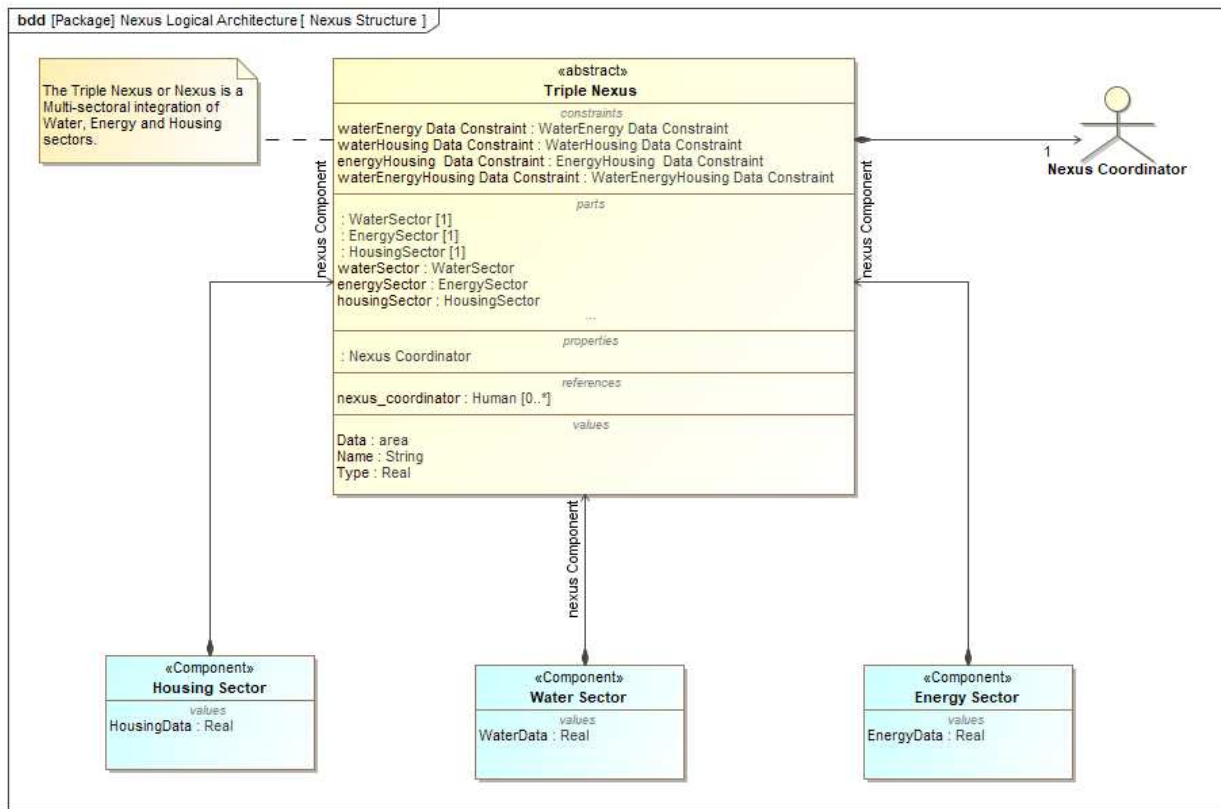 bdd [Package] Nexus Logical Architecture [ Nexus Structure ]
The Triple Nexus or Nexus is a
Multi-sectoral integration of
Water, Energy and Housing
sectors.
«abstract»
Triple Nexus
constraints
waterEnergy Data Constraint : WaterEnergy Data Constraint
waterHousing Data Constraint : WaterHousing Data Constraint
energyHousing  Data Constraint : EnergyHousing  Data Constraint
waterEnergyHousing Data Constraint : WaterEnergyHousing Data Constraint
parts
: WaterSector [1]
: EnergySector [1]
: HousingSector [1]
waterSector : WaterSector
energySector : EnergySector
housingSector : HousingSector
...
properties
: Nexus Coordinator
references
nexus_coordinator : Human [0..*]
values
Data : area
Name : String
Type : Real
1
Nexus Coordinator
nexus Component
nexus Component
nexus Component
«Component»
Housing Sector
values
HousingData : Real
«Component»
Water Sector
values
WaterData : Real
«Component»
Energy Sector
values
EnergyData : Real